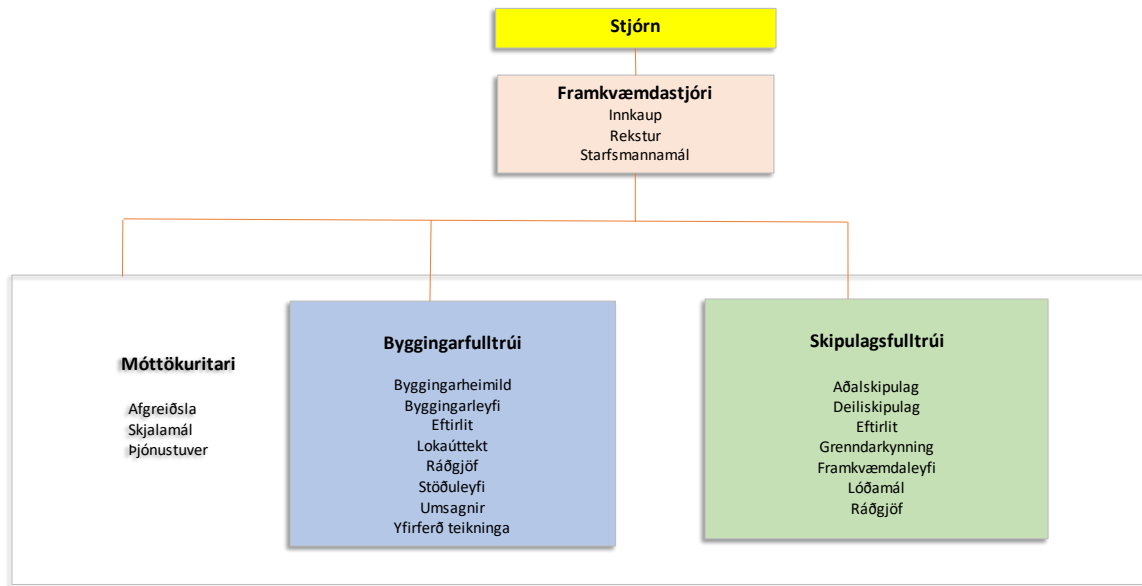 Stjórn
Framkvæmdastjóri
Innkaup
Rekstur
Starfsmannamál
Móttökuritari
Afgreiðsla
Skjalamál
Þjónustuver
Byggingarfulltrúi
Byggingarheimild
Byggingarleyfi
Eftirlit
Lokaúttekt
Ráðgjöf
Stöðuleyfi
Umsagnir
Yfirferð teikninga
Skipulagsfulltrúi
Aðalskipulag
Deiliskipulag
Eftirlit
Grenndarkynning
Framkvæmdaleyfi
Lóðamál
Ráðgjöf